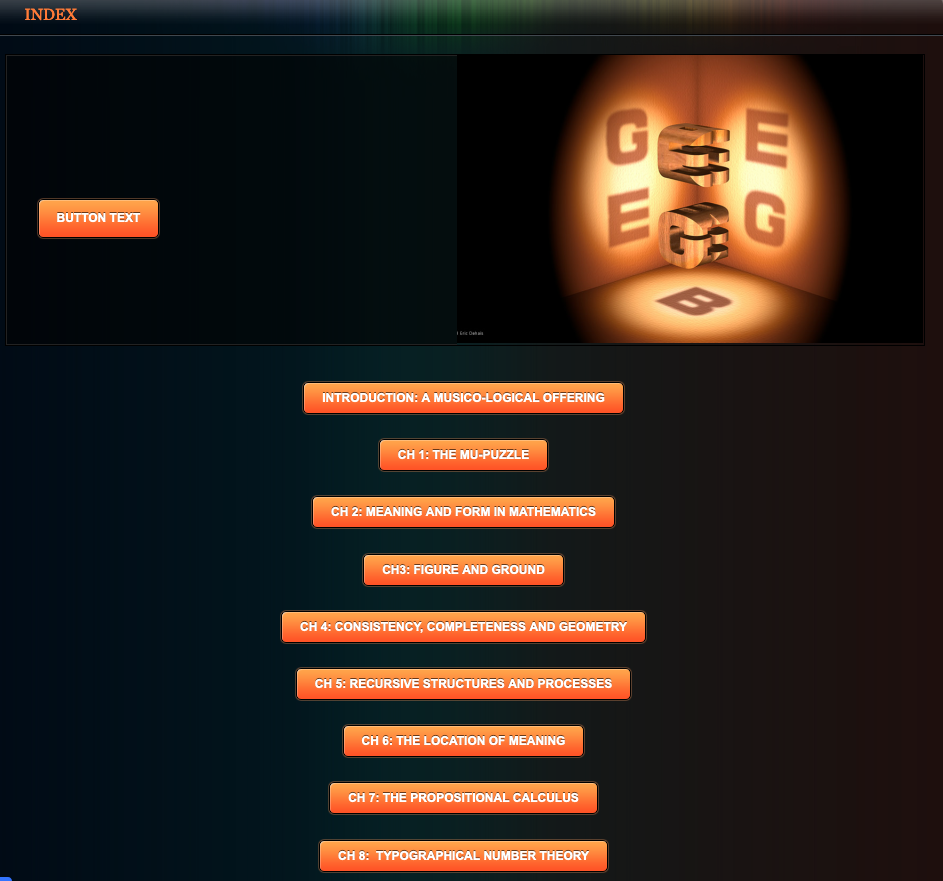 INDEX
G E
E G
B
BUTTON TEXT
INTRODUCTION: A MUSICO-LOGICAL OFFERING
CH 1: THE MU-PUZZLE
CH 2: MEANING AND FORM IN MATHEMATICS
CH3: FIGURE AND GROUND
CH 4: CONSISTENCY, COMPLETENESS AND GEOMETRY
CH 5: RECURSIVE STRUCTURES AND PROCESSES
CH 6: THE LOCATION OF MEANING
CH 7: THE PROPOSITIONAL CALCULUS
CH 8:  TYPOGRAPHICAL NUMBER THEORY